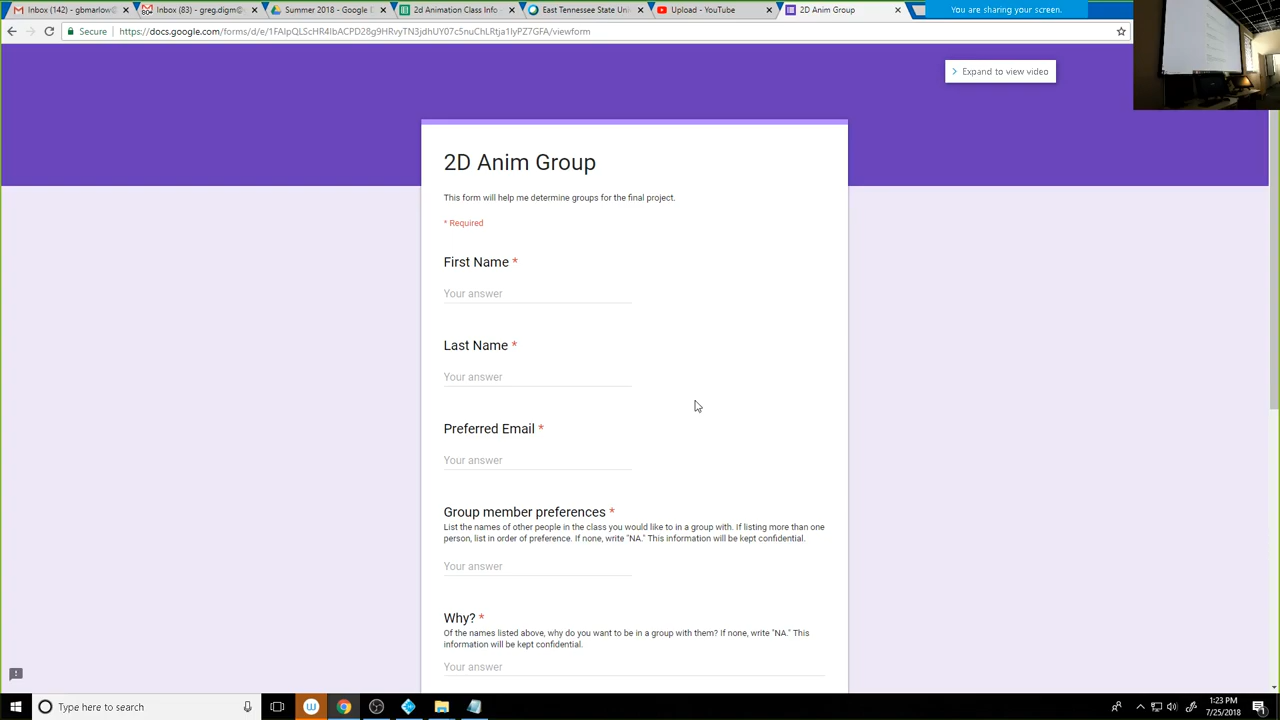 Inbox (142) - gbmarlow@
Inbox (83) - greg.digm@
Summer 2018 - Google D
2d Animation Class Info -
East Tennessee State Uni
Upload - YouTube
2D Anim Group
You are sharing your screen.
Secure
https://docs.google.com/forms/d/e/1FAIpQLScHR4IbACPD28g9HRvyTN3jdhUY07c5nuChLRtja1IyPZ7GFA/viewform
Expand to view video
2D Anim Group
This form will help me determine groups for the final project.
* Required
First Name *
Your answer
Last Name *
Your answer
Preferred Email *
Your answer
Group member preferences *
List the names of other people in the class you would like to in a group with. If listing more than one
person, list in order of preference. If none, write "NA." This information will be kept confidential.
Your answer
Why? *
Of the names listed above, why do you want to be in a group with them? If none, write "NA." This
information will be kept confidential.
Your answer
Type here to search
1:23 PM
7/25/2018